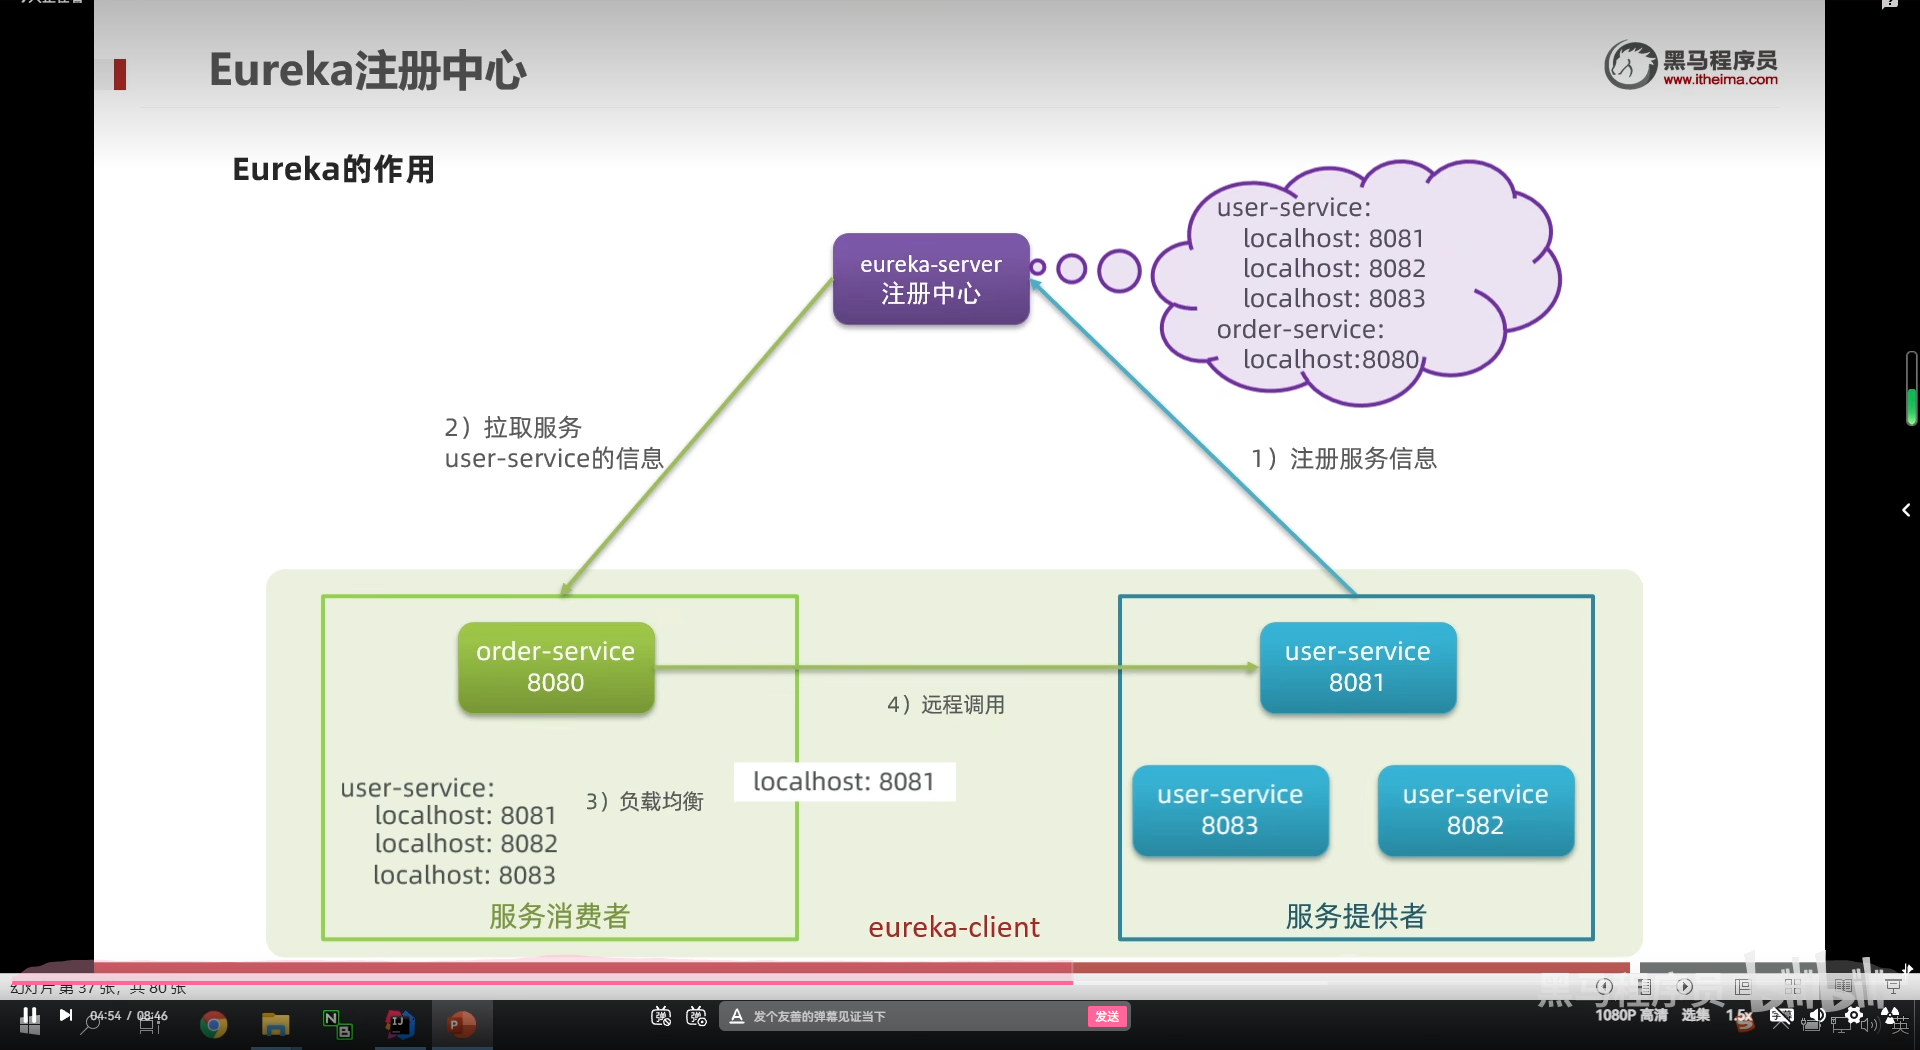 Eureka注册中心
黑马程序员
www.itheima.com
Eureka的作用
eureka-server
注册中心
user-service:
localhost: 8081
localhost: 8082
localhost: 8083
order-service:
localhost:8080
2）拉取服务
user-service的信息
1）注册服务信息
order-service
8080
user-service
8081
4）远程调用
localhost: 8081
user-service:
localhost: 8081
localhost: 8082
localhost: 8083
3）负载均衡
user-service
8083
user-service
8082
服务消费者
eureka-client
服务提供者
幻灯片 第 37 张，共 80 张
黑马程序员
bilibili
04:54 / 08:46
发个友善的弹幕见证当下
发送
1080P 高清
选集
1.5x
英